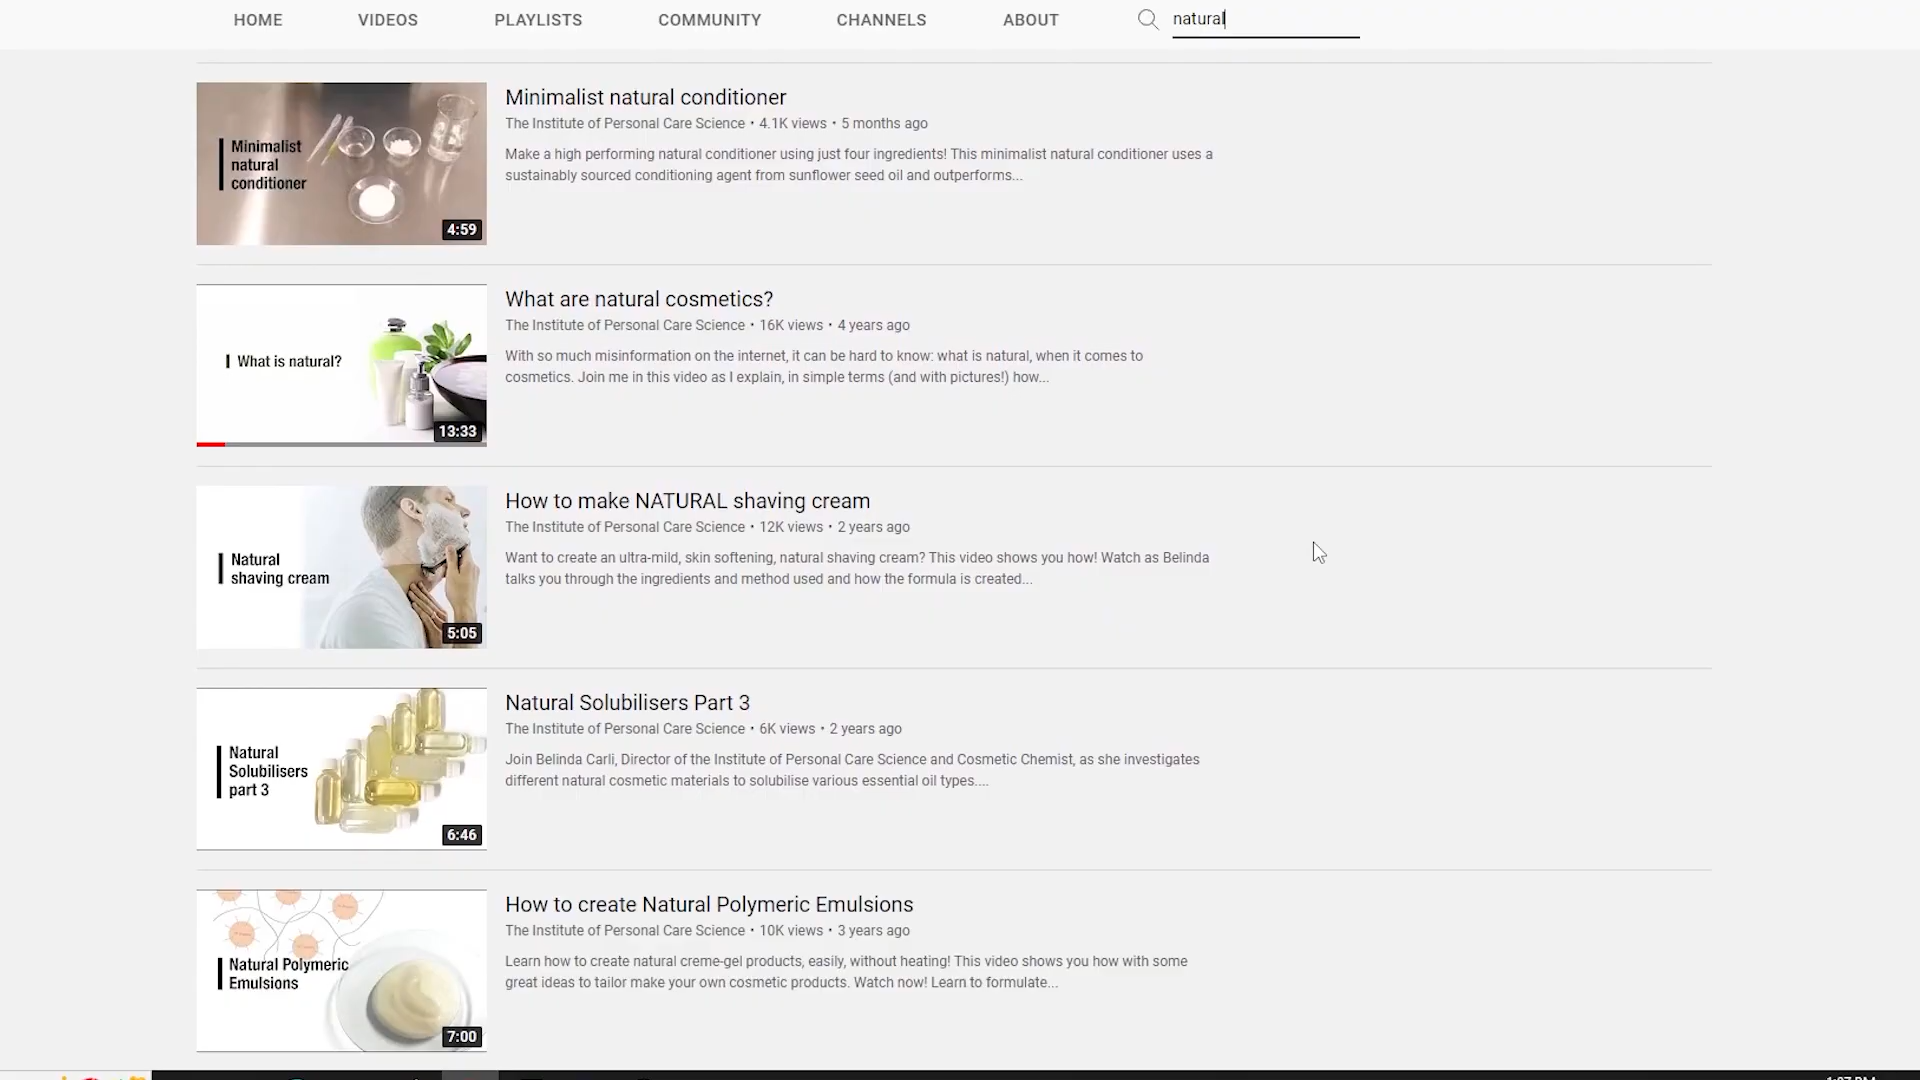 HOME VIDEOS PLAYLISTS COMMUNITY CHANNELS ABOUT natural
Minimalist
natural
conditioner
4:59
Minimalist natural conditioner
The Institute of Personal Care Science • 4.1K views • 5 months ago
Make a high performing natural conditioner using just four ingredients! This minimalist natural conditioner uses a
sustainably sourced conditioning agent from sunflower seed oil and outperforms...
What is natural?
13:33
What are natural cosmetics?
The Institute of Personal Care Science • 16K views • 4 years ago
With so much misinformation on the internet, it can be hard to know: what is natural, when it comes to
cosmetics. Join me in this video as I explain, in simple terms (and with pictures!) how...
Natural
shaving cream
5:05
How to make NATURAL shaving cream
The Institute of Personal Care Science • 12K views • 2 years ago
Want to create an ultra-mild, skin softening, natural shaving cream? This video shows you how! Watch as Belinda
talks you through the ingredients and method used and how the formula is created...
Natural
Solubilisers
part 3
6:46
Natural Solubilisers Part 3
The Institute of Personal Care Science • 6K views • 2 years ago
Join Belinda Carli, Director of the Institute of Personal Care Science and Cosmetic Chemist, as she investigates
different natural cosmetic materials to solubilise various essential oil types....
Natural Polymeric
Emulsions
7:00
How to create Natural Polymeric Emulsions
The Institute of Personal Care Science • 10K views • 3 years ago
Learn how to create natural creme-gel products, easily, without heating! This video shows you how with some
great ideas to tailor make your own cosmetic products. Watch now! Learn to formulate...